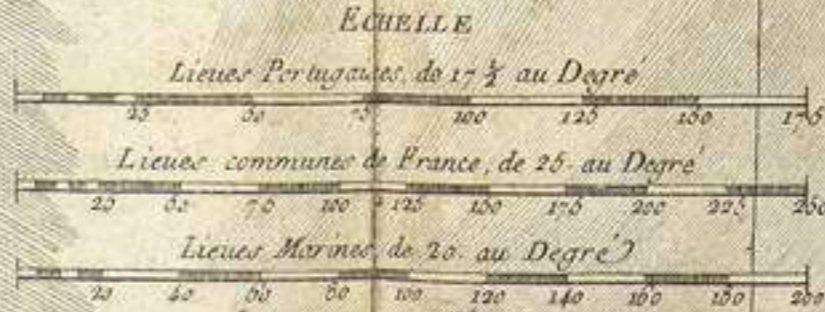 ECHELLE
Lieues Portugaises, de 17 ½ au Degré
25 50 75 100 125 150 175
Lieues communes de France, de 25 au Degré
25 50 75 100 125 150 175 200 225 250
Lieues Marines, de 20 au Degré
20 40 60 80 100 120 140 160 180 200